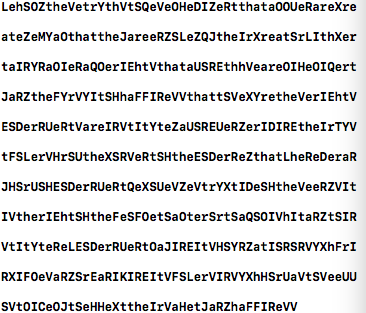 LehSOZtheVetrYthVtSQeVeOHeDIZeRtthataOOUeRareXre
ateZeMYaOthattheJareeRZSLeZQJtheIrXreatSrLIthXer
taIRYRaOIeRaQOerIEhtVthataUSREthhVeareOIHeOIQert
JaRZtheFYrVYItSHhaFFIReVVthattSVeXYretheVerIEhtV
ESDerRUeRtVareIRVtItYteZaUSREUeRZerIDIREtheIrTYV
tFSLerVHrSUtheXSRVeRtSHtheESDerReZthatLheReDeraR
JHSrUSHESDerRUeRtQeXSUeVZeVtrYXtIDeSHtheVeeRZVIt
IVtherIEhtSHtheFeSFOetSaOterSrtSaQSOIVhItaRZtSIR
VtItYteReLESDerRUeRtOaJIREItVHSYRZatISRSRVYXhFrI
RXIFOeVaRZSrEaRIKIREItVFSLerVIRVYXhHSrUaVtSVeeUU
SVtOICeOJtSeHHeXttheIrVaHetJaRZhaFFIReVV